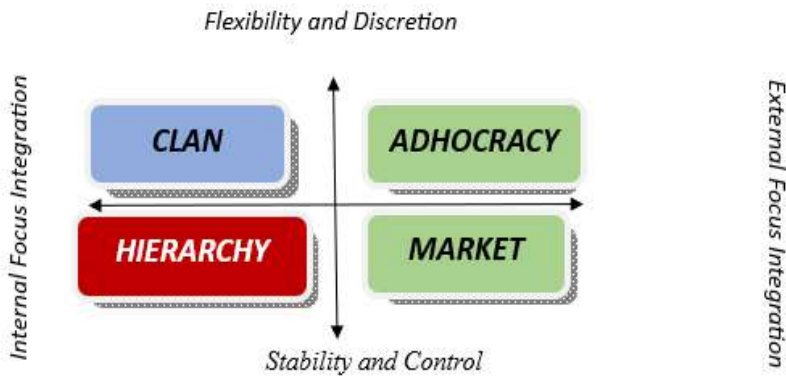 Flexibility and Discretion
Internal Focus Integration
External Focus Integration
CLAN
ADHOCRACY
HIERARCHY
MARKET
Stability and Control